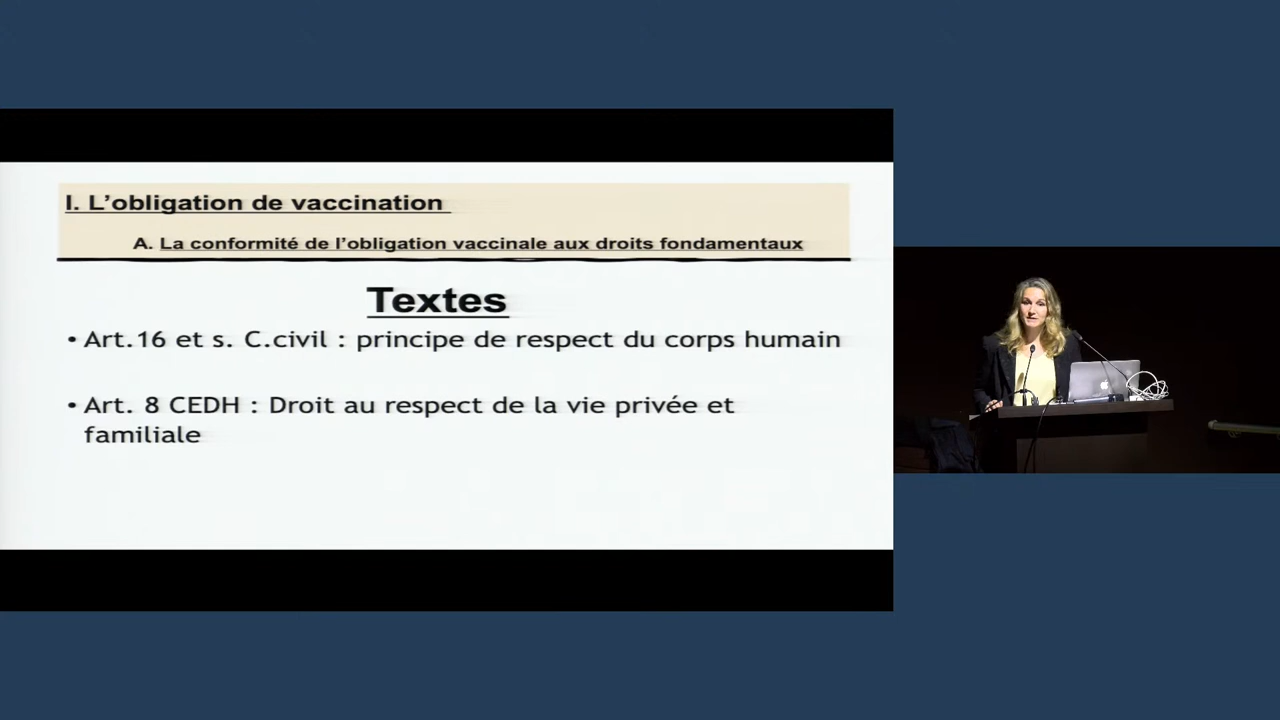 I. L’obligation de vaccination
A. La conformité de l’obligation vaccinale aux droits fondamentaux
Textes
• Art.16 et s. C.civil : principe de respect du corps humain
• Art. 8 CEDH : Droit au respect de la vie privée et
familiale